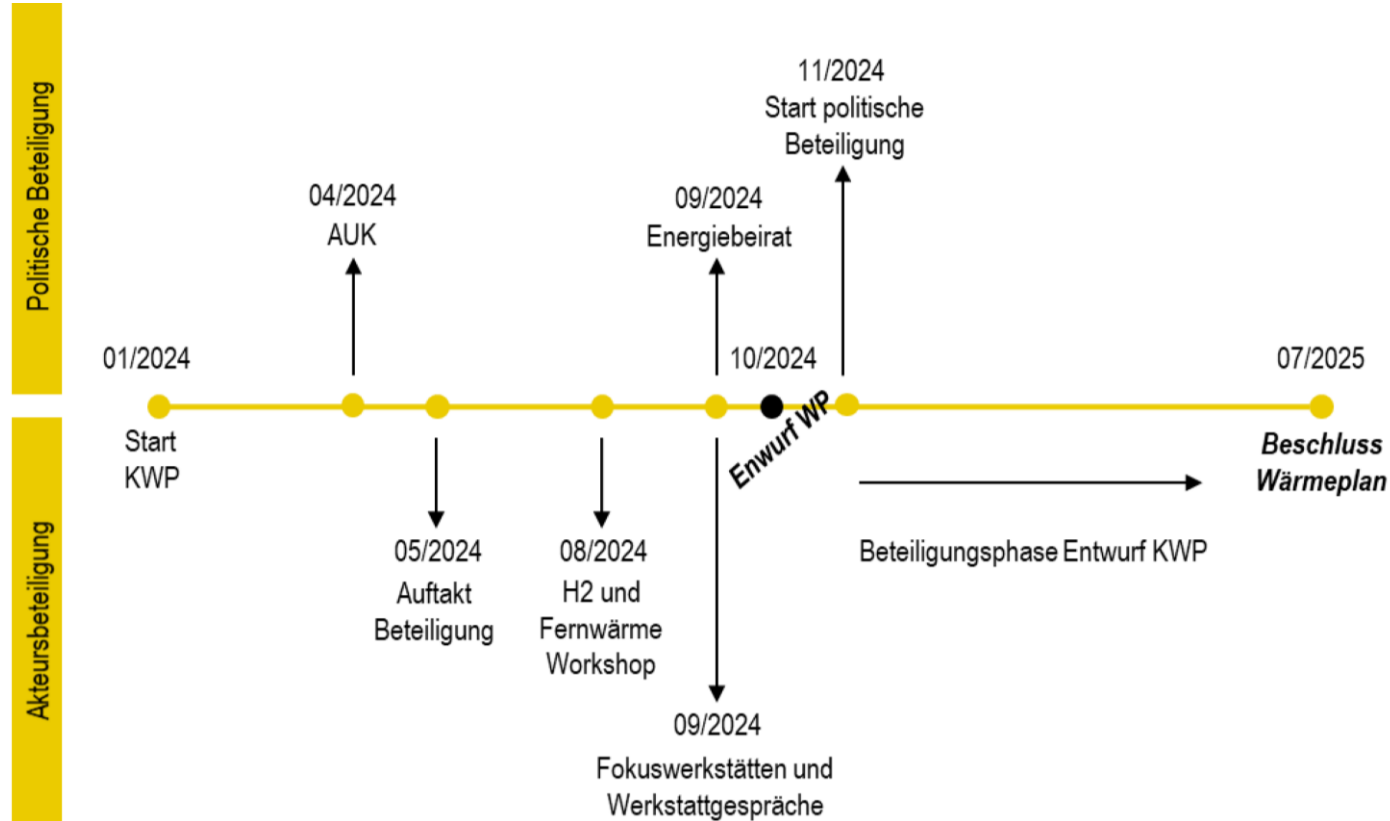 Politische Beteiligung
Akteursbeteiligung
11/2024
Start politische
Beteiligung
04/2024
AUK
09/2024
Energiebeirat
01/2024
10/2024
07/2025
Start
KWP
Enwurf WP
Beschluss
Wärmeplan
05/2024
Auftakt
Beteiligung
08/2024
H2 und
Fernwärme
Workshop
Beteiligungsphase Entwurf KWP
09/2024
Fokuswerkstätten und
Werkstattgespräche